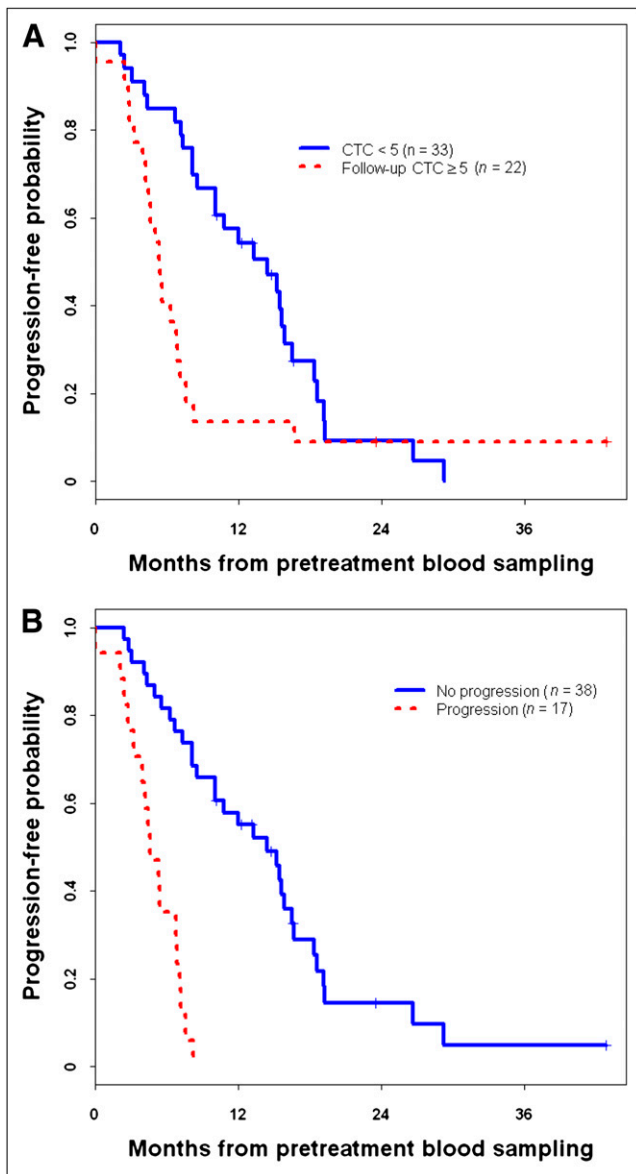 A
1.0
0.8
0.6
0.4
0.2
0
Progression-free probability
CTC < 5 (n = 33)
Follow-up CTC ≥ 5 (n = 22)
0
12
24
36
Months from pretreatment blood sampling
B
1.0
0.8
0.6
0.4
0.2
0
Progression-free probability
No progression (n = 38)
Progression (n = 17)
0
12
24
36
Months from pretreatment blood sampling